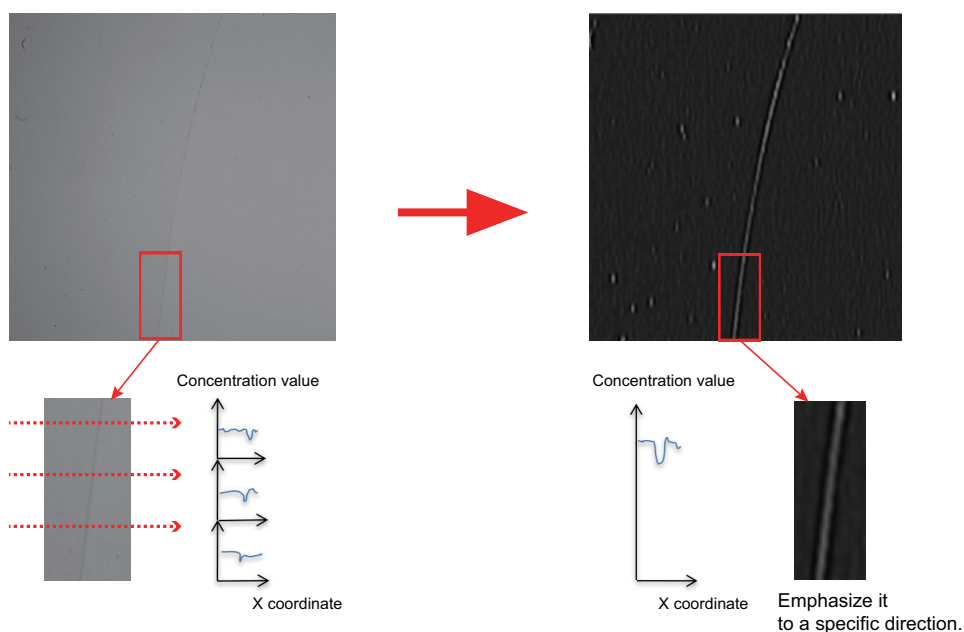 Concentration value
X coordinate
Concentration value
X coordinate
Emphasize it
to a specific direction.